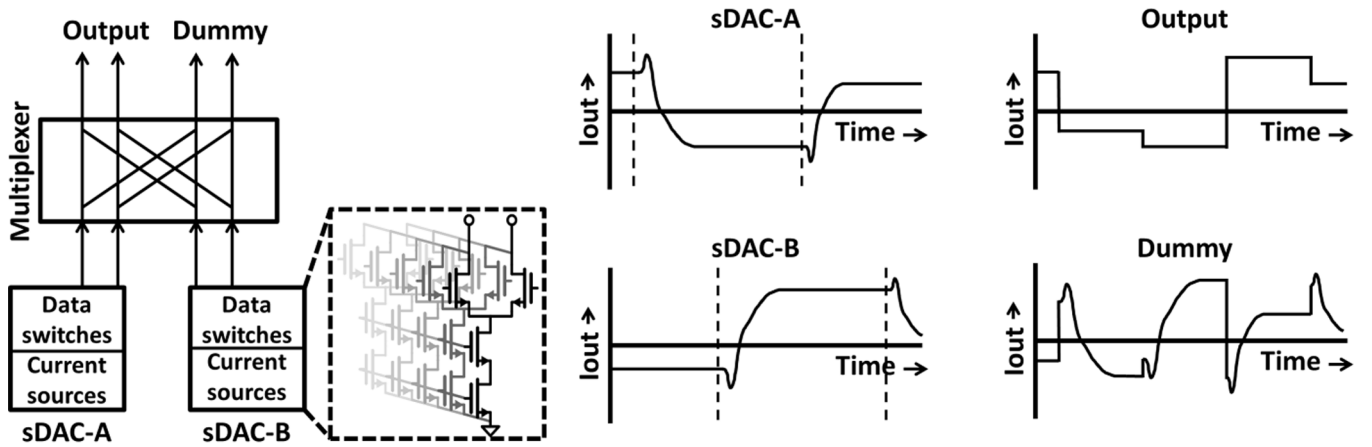 Output
Dummy
Multiplexer
Data
switches
Current
sources
sDAC-A
Data
switches
Current
sources
sDAC-B
sDAC-A
Iout →
Time →
Output
Iout →
Time →
sDAC-B
Iout →
Time →
Dummy
Iout →
Time →